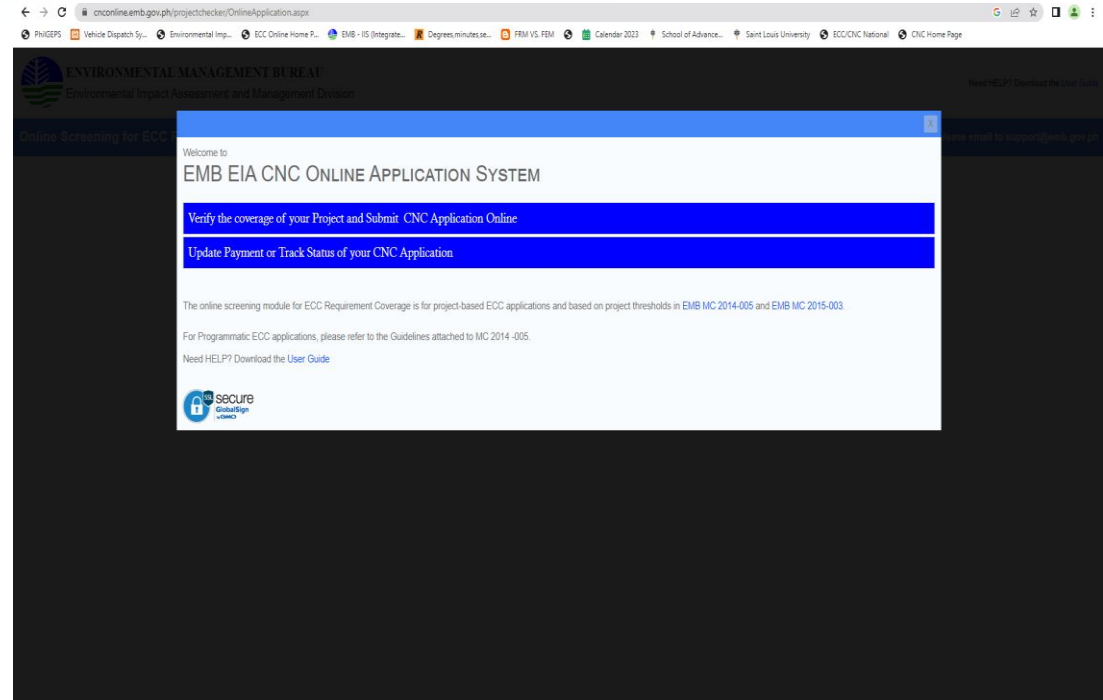 cnconline.emb.gov.ph/projectchecker/OnlineApplication.aspx
PhilGEPS Vehicle Dispatch Sy... Environmental Imp... ECC Online Home P... EMB - IIS (Integrate... Degrees,minutes,se... FRM VS. FEM Calendar 2023 School of Advance... Saint Louis University ECC/CNC National CNC Home Page
ENVIRONMENTAL MANAGEMENT BUREAU
Environmental Impact Assessment and Management Division
Need HELP? Download the User Guide
Online Screening for ECC
email to support@emb.gov.ph
X
Welcome to
EMB EIA CNC ONLINE APPLICATION SYSTEM
Verify the coverage of your Project and Submit CNC Application Online
Update Payment or Track Status of your CNC Application
The online screening module for ECC Requirement Coverage is for project-based ECC applications and based on project thresholds in EMB MC 2014-005 and EMB MC 2015-003.
For Programmatic ECC applications, please refer to the Guidelines attached to MC 2014 -005.
Need HELP? Download the User Guide
SSL
secure
GlobalSign
by GMO